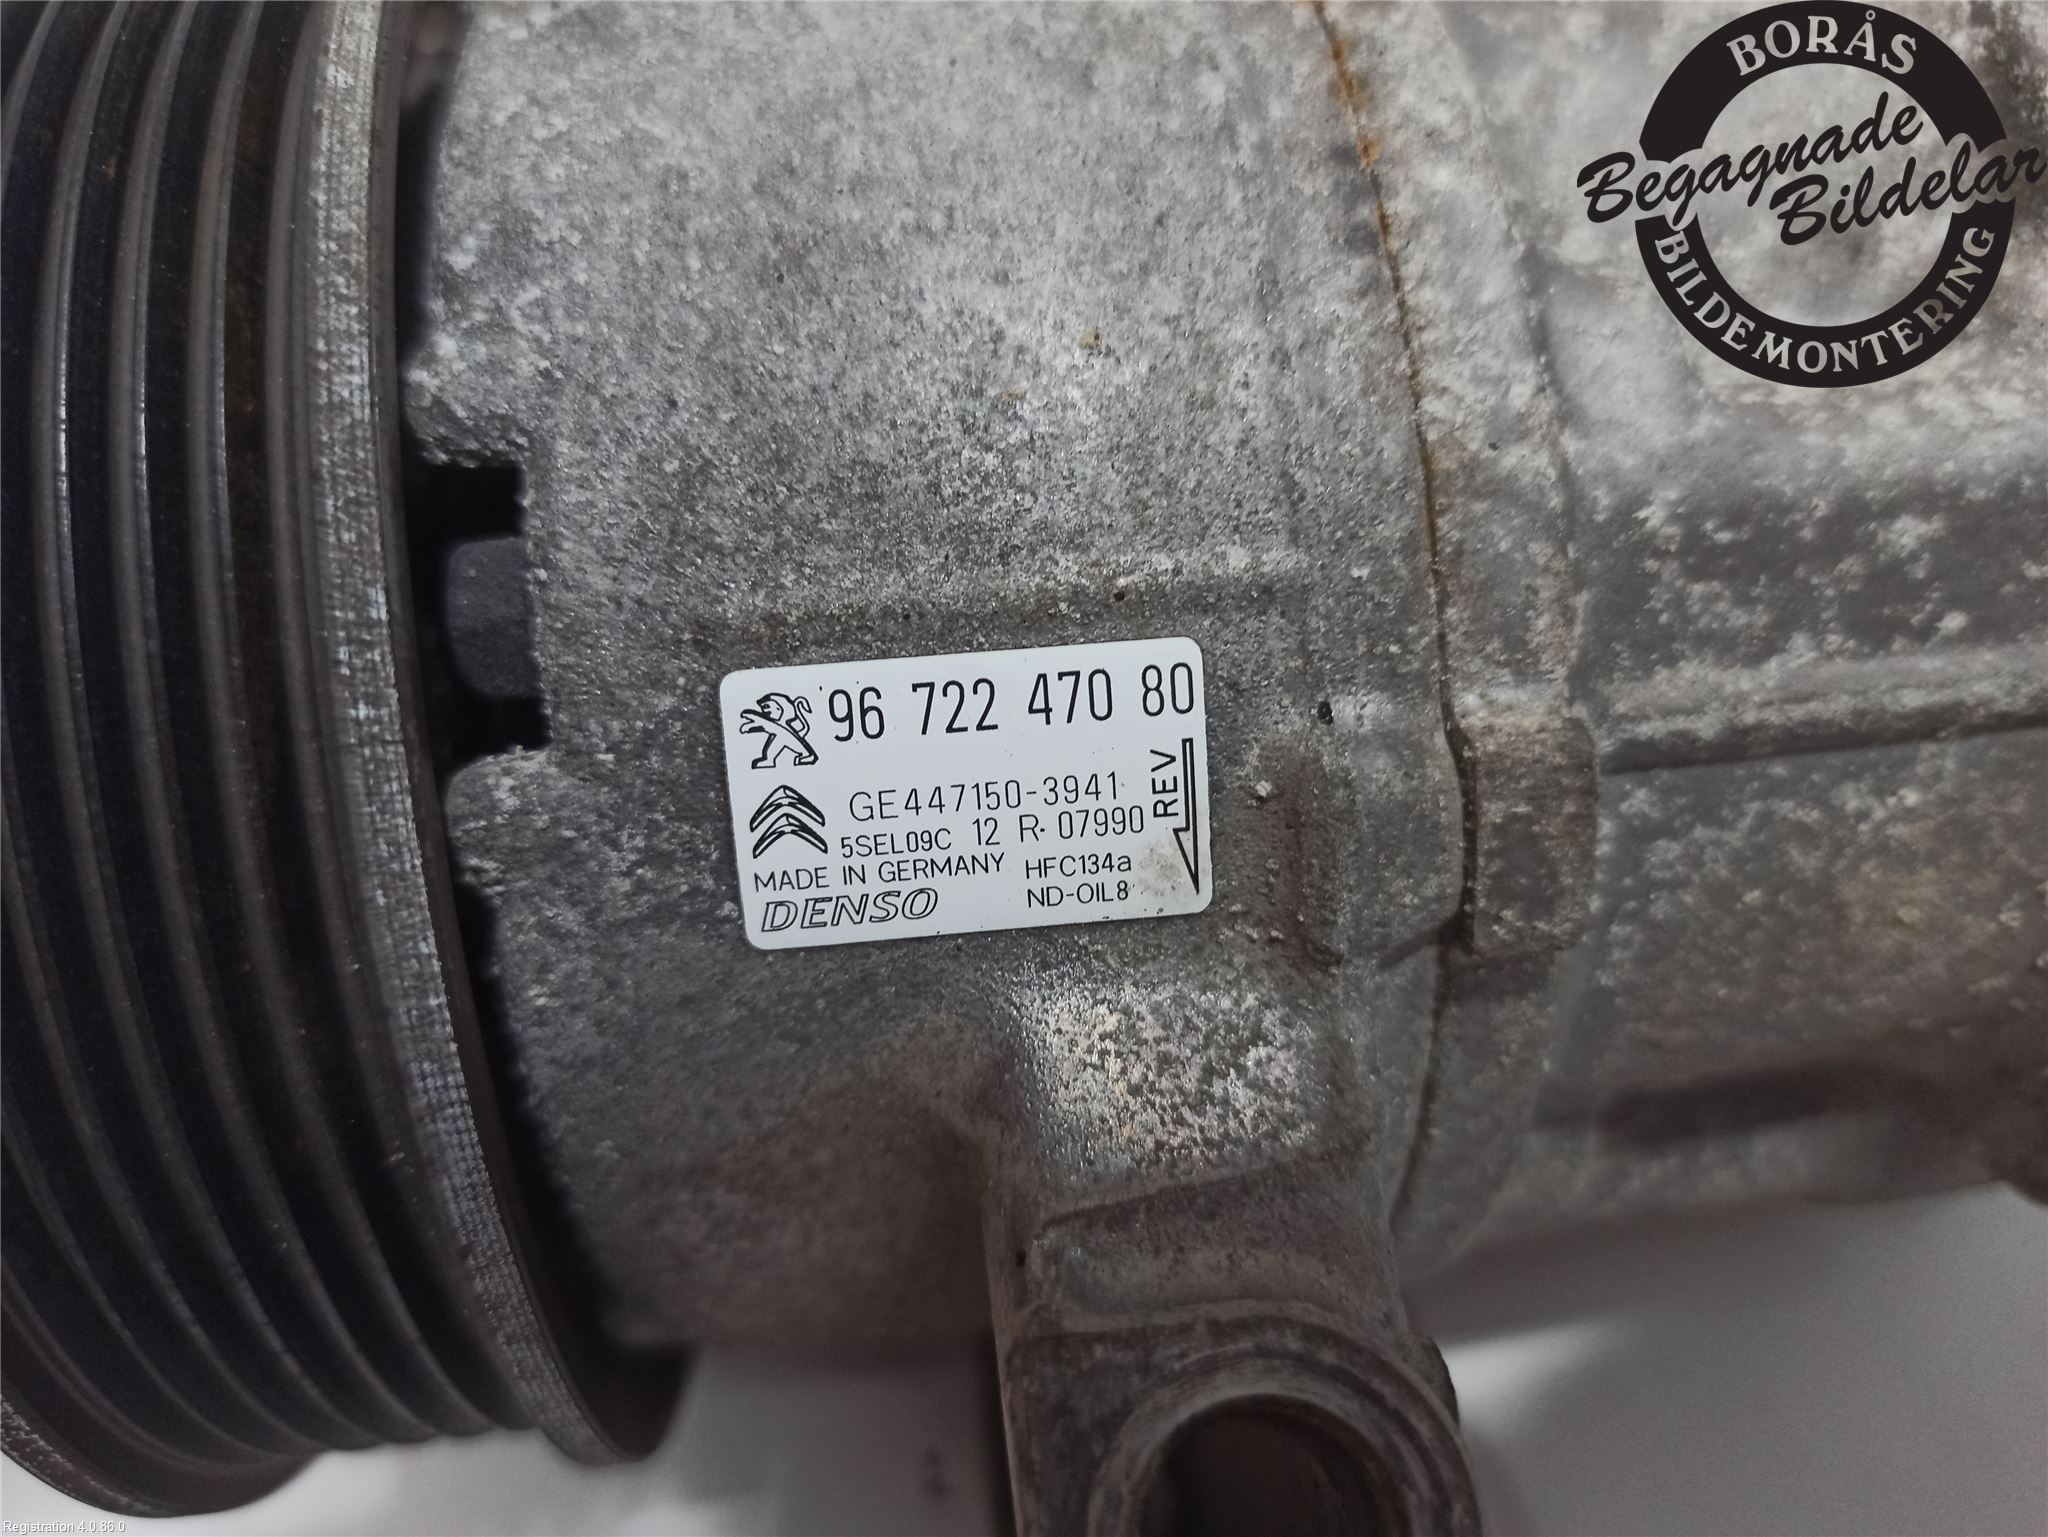 BORÅS
Begagnade
Bildelar
BILDEMONTERING
96 722 470 80
GE447150-3941
5SEL09C 12 R· 07990
REV
MADE IN GERMANY HFC134a
DENSO ND-OIL8
Registration 4.0.86.0